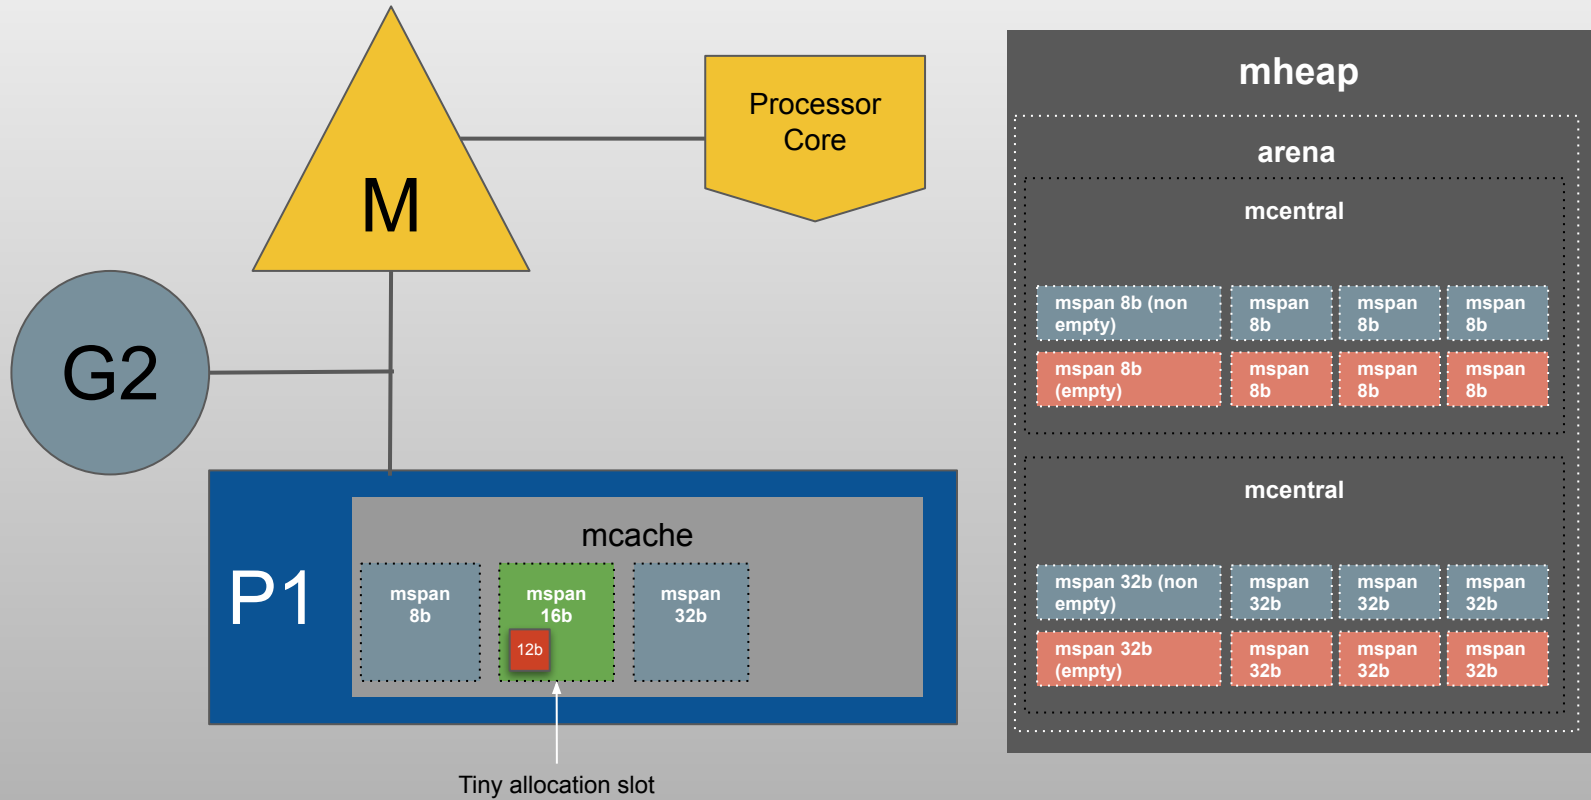 M
Processor
Core
G2
P1
mcache
mspan
8b
mspan
16b
12b
mspan
32b
Tiny allocation slot
mheap
arena
mcentral
mspan 8b (non
empty)
mspan
8b
mspan
8b
mspan
8b
mspan 8b
(empty)
mspan
8b
mspan
8b
mspan
8b
mcentral
mspan 32b (non
empty)
mspan
32b
mspan
32b
mspan
32b
mspan 32b
(empty)
mspan
32b
mspan
32b
mspan
32b